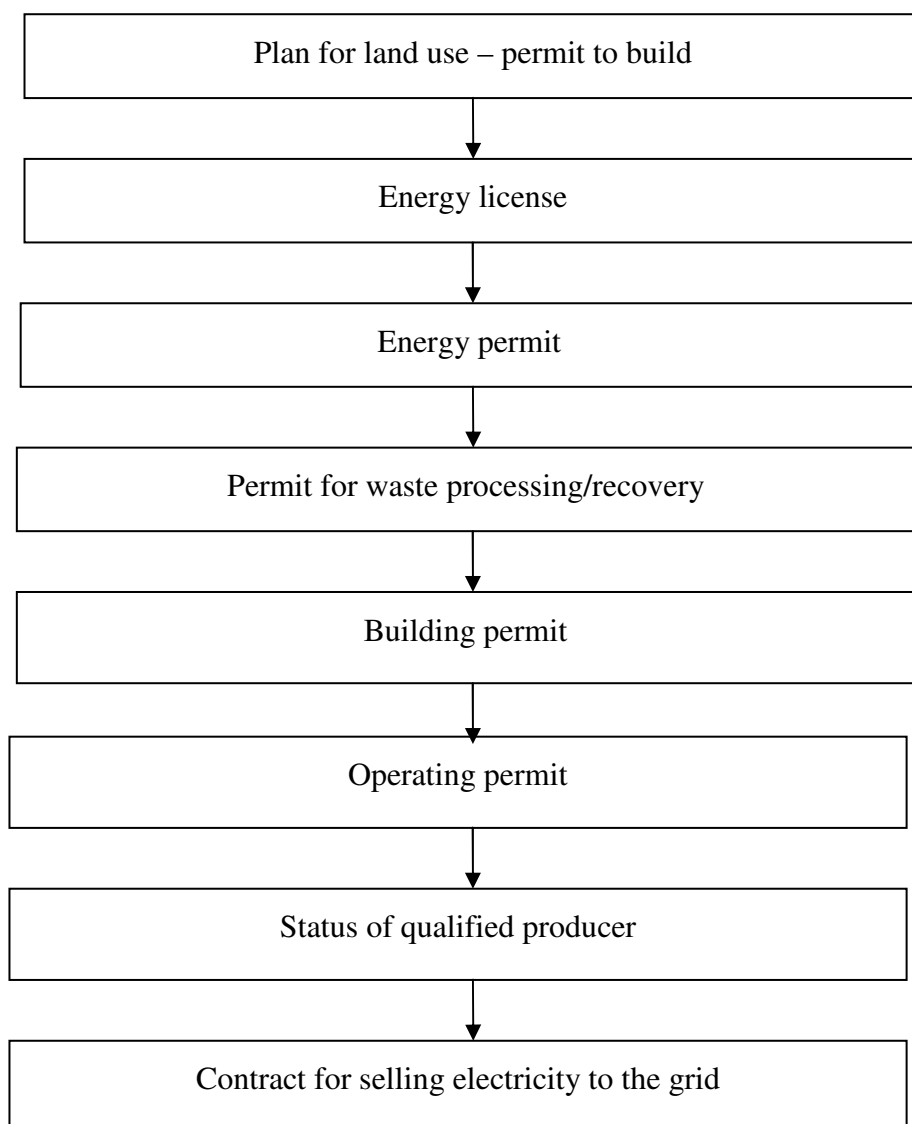 Plan for land use – permit to build
Energy license
Energy permit
Permit for waste processing/recovery
Building permit
Operating permit
Status of qualified producer
Contract for selling electricity to the grid